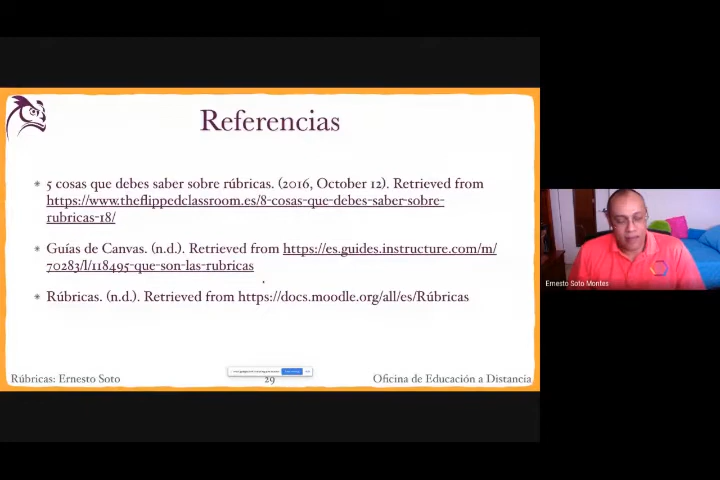 Referencias
5 cosas que debes saber sobre rúbricas. (2016, October 12). Retrieved from
https://www.theflippedclassroom.es/8-cosas-que-debes-saber-sobre-
rubricas-18/
Guías de Canvas. (n.d.). Retrieved from https://es.guides.instructure.com/m/
70283/l/118495-que-son-las-rubricas
Rúbricas. (n.d.). Retrieved from https://docs.moodle.org/all/es/Rúbricas
Rúbricas: Ernesto Soto
29
Oficina de Educación a Distancia
Ernesto Soto Montes